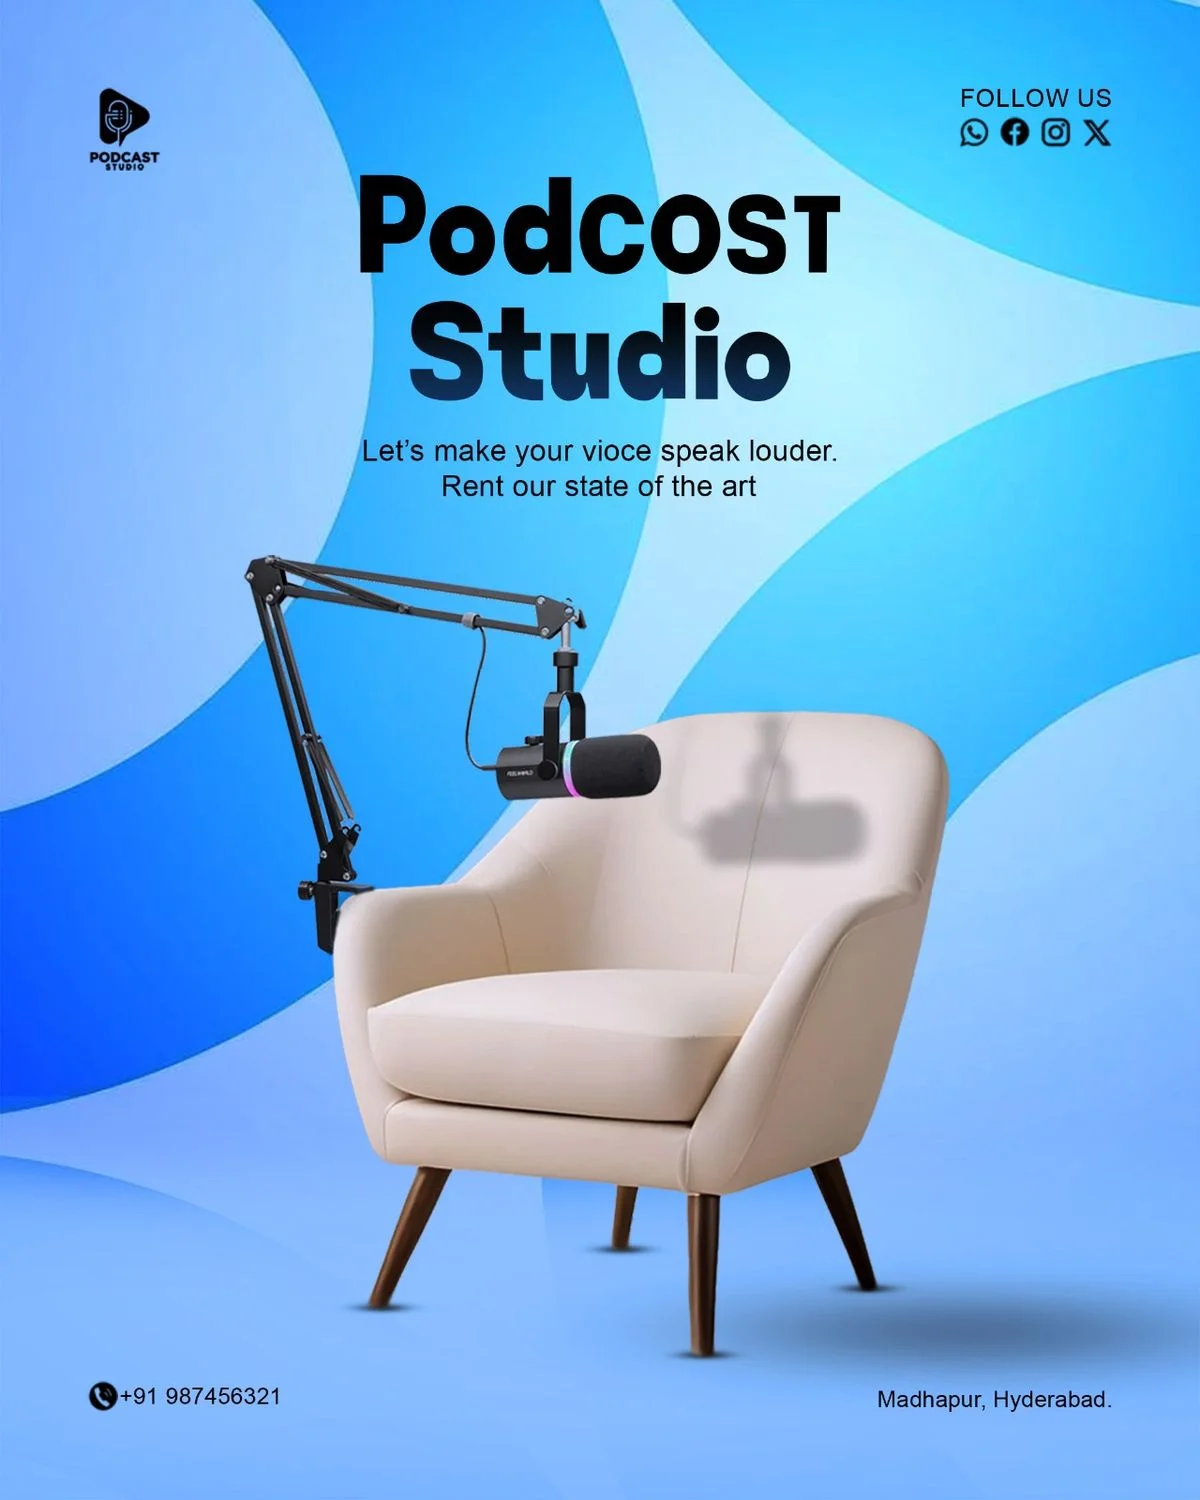 PODCAST
STUDIO
FOLLOW US
PodCOST
Studio
Let's make your vioce speak louder.
Rent our state of the art
+91 987456321
Madhapur, Hyderabad.